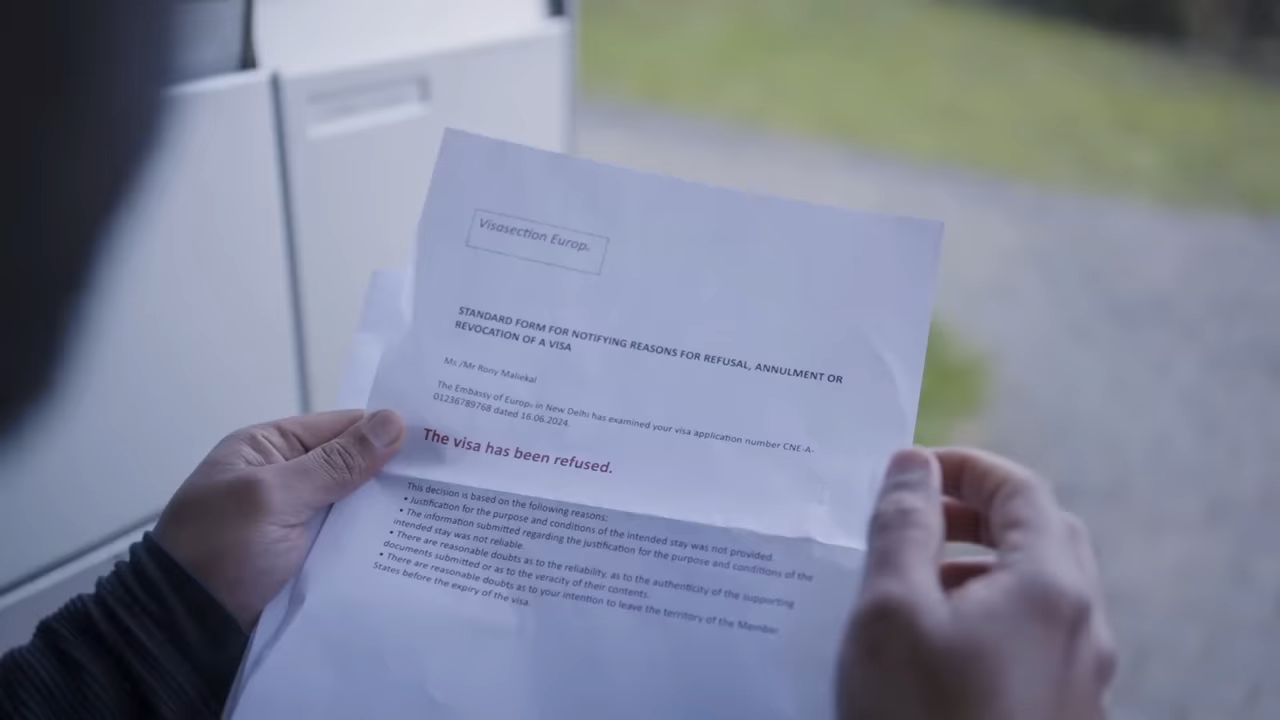 Visasection Europe
STANDARD FORM FOR NOTIFYING REASONS FOR REFUSAL, ANNULMENT OR
REVOCATION OF A VISA
Ms /Mr Rony Maliekal
The Embassy of Europe in New Delhi has examined your visa application number CNE-A-
01236789768 dated 16.06.2024.
The visa has been refused.
This decision is based on the following reasons:
• Justification for the purpose and conditions of the intended stay was not provided.
• The information submitted regarding the justification for the purpose and conditions of the
intended stay was not reliable.
• There are reasonable doubts as to the reliability, as to the authenticity of the supporting
documents submitted or as to the veracity of their contents.
• There are reasonable doubts as to your intention to leave the territory of the Member
States before the expiry of the visa.